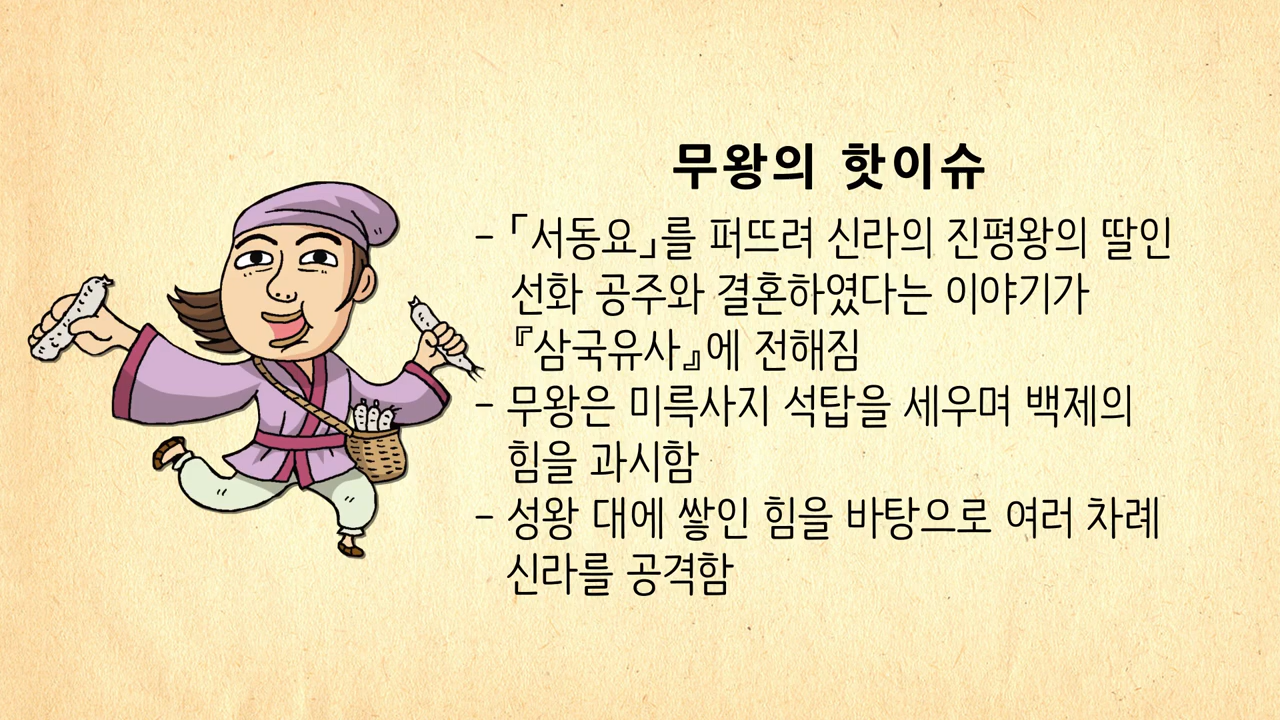 무왕의 핫이슈
- 「서동요」를 퍼뜨려 신라의 진평왕의 딸인
선화 공주와 결혼하였다는 이야기가
『삼국유사』에 전해짐
- 무왕은 미륵사지 석탑을 세우며 백제의
힘을 과시함
- 성왕 대에 쌓인 힘을 바탕으로 여러 차례
신라를 공격함